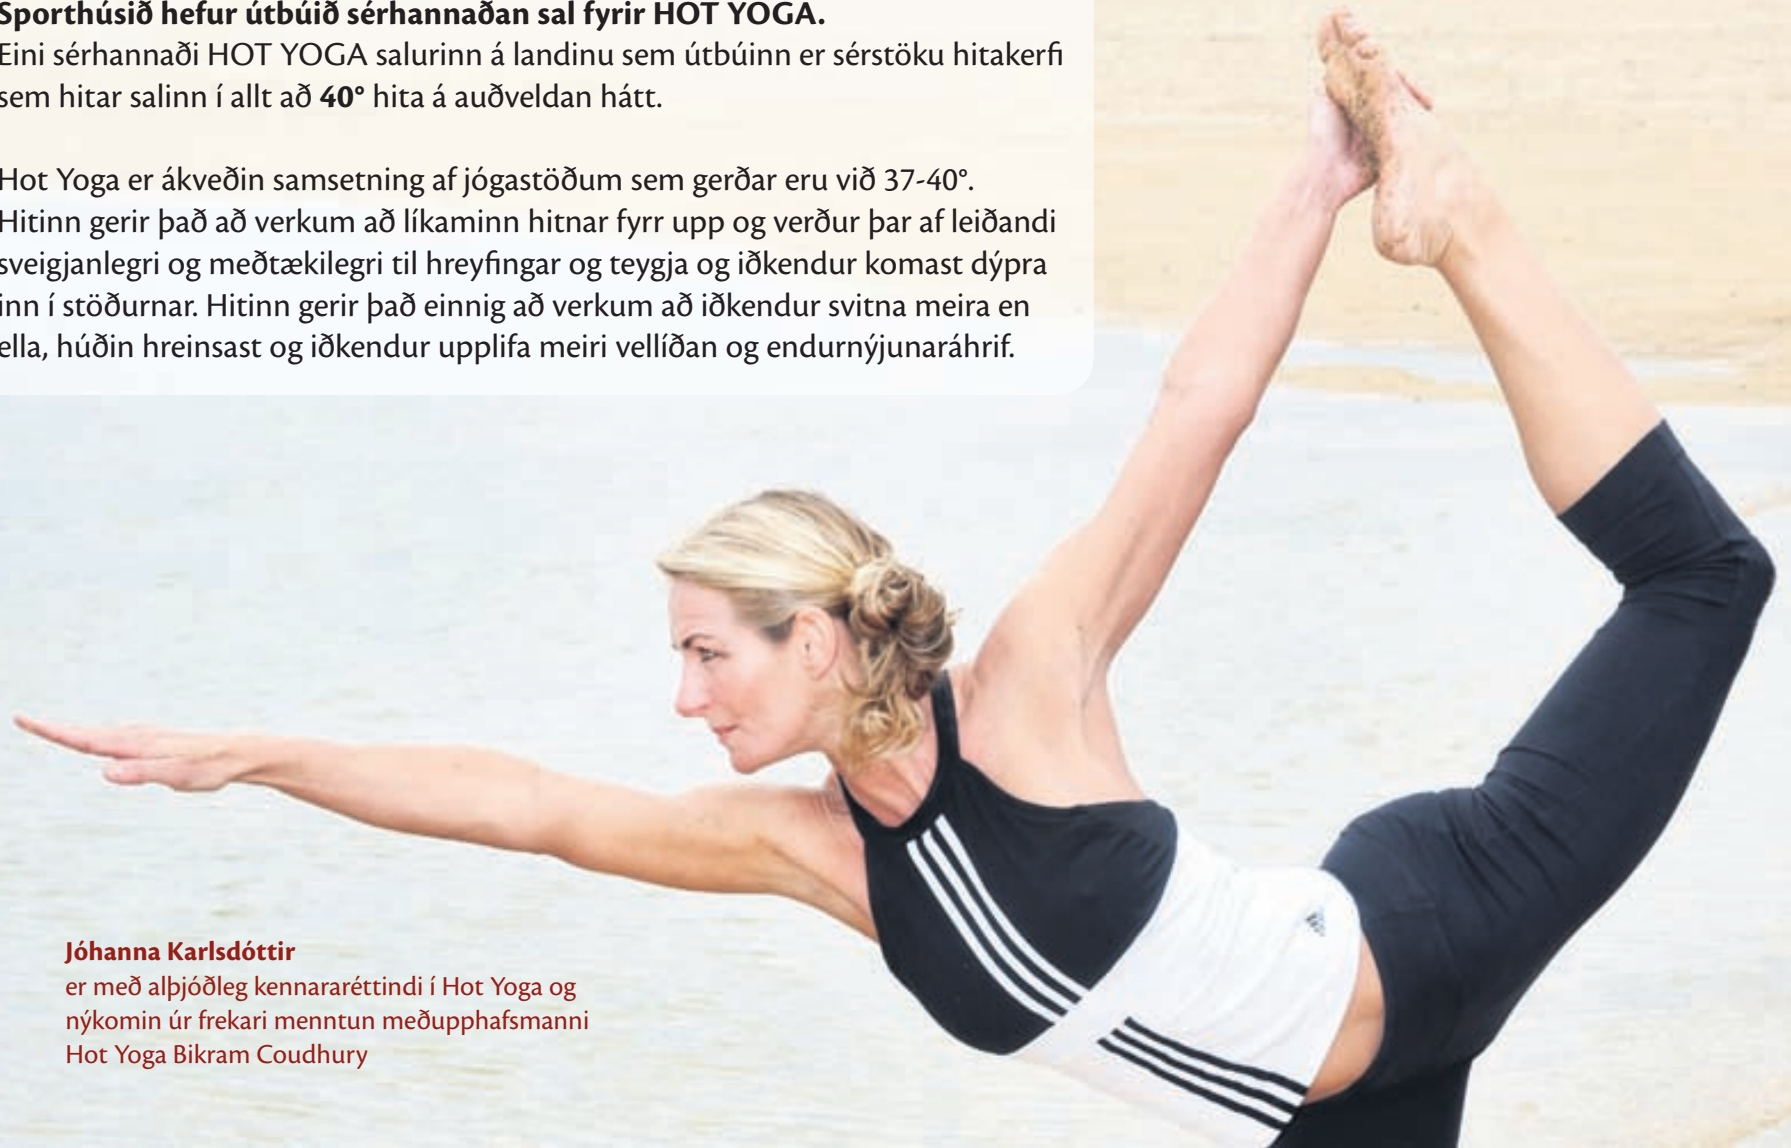 Sporthúsið hefur útbúið sérhannaðan sal fyrir HOT YOGA.
Eini sérhannaði HOT YOGA salurinn á landinu sem útbúinn er sérstöku hitakerfi
sem hitar salinn í allt að 40° hita á auðveldan hátt.
Hot Yoga er ákveðin samsetning af jógastöðum sem gerðar eru við 37-40°.
Hitinn gerir það að verkum að líkaminn hitnar fyrr upp og verður þar af leiðandi
sveigjanlegri og meðtækilegri til hreyfingar og teygja og iðkendur komast dýpra
inn í stöðurnar. Hitinn gerir það einnig að verkum að iðkendur svitna meira en
ella, húðin hreinsast og iðkendur upplifa meiri vellíðan og endurnýjunaráhrif.
Jóhanna Karlsdóttir
er með alþjóðleg kennararéttindi í Hot Yoga og
nýkomin úr frekari menntun meðupphafsmanni
Hot Yoga Bikram Coudhury